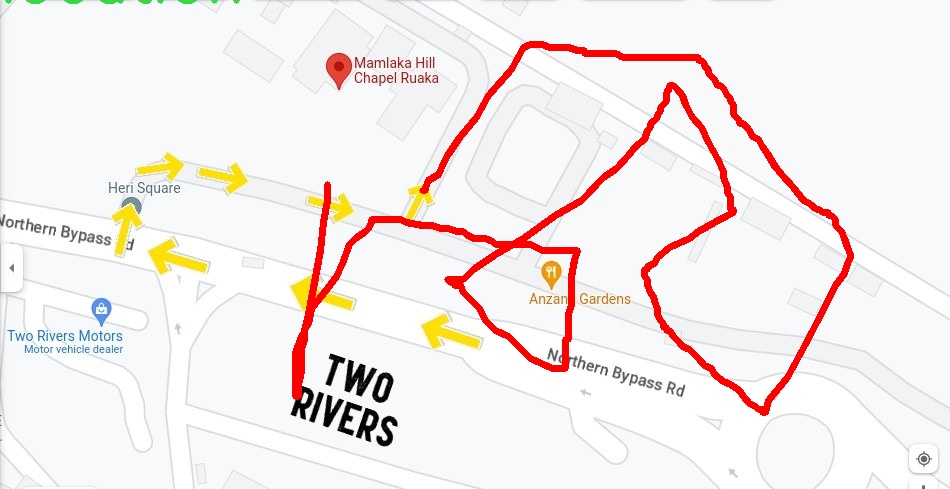 Mamlaka Hill
Chapel Ruaka
Heri Square
Northern Bypass Rd
Anzana Gardens
Two Rivers Motors
Motor vehicle dealer
Northern Bypass Rd
TWO
RIVERS